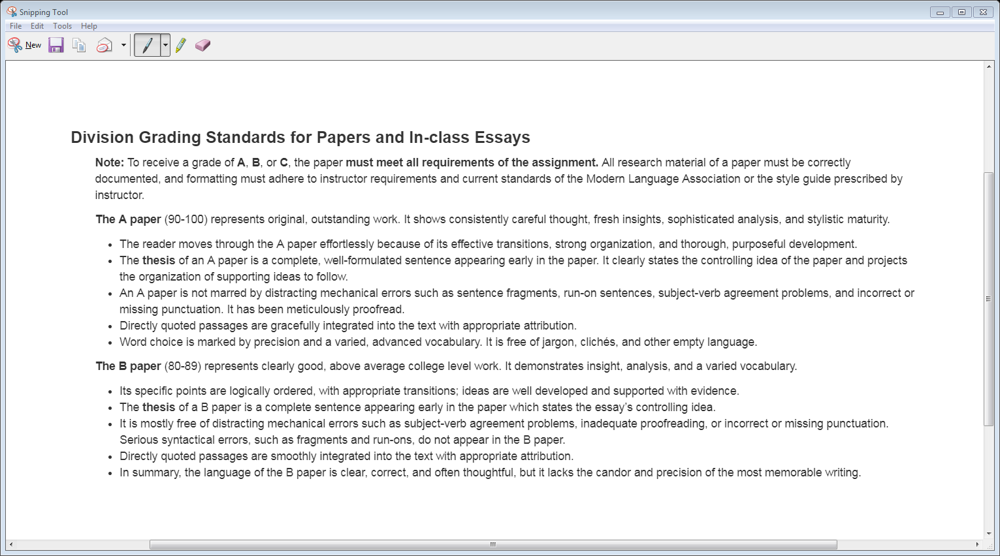 Snipping Tool
File Edit Tools Help
New
Division Grading Standards for Papers and In-class Essays
Note: To receive a grade of A, B, or C, the paper must meet all requirements of the assignment. All research material of a paper must be correctly
documented, and formatting must adhere to instructor requirements and current standards of the Modern Language Association or the style guide prescribed by
instructor.
The A paper (90-100) represents original, outstanding work. It shows consistently careful thought, fresh insights, sophisticated analysis, and stylistic maturity.
• The reader moves through the A paper effortlessly because of its effective transitions, strong organization, and thorough, purposeful development.
• The thesis of an A paper is a complete, well-formulated sentence appearing early in the paper. It clearly states the controlling idea of the paper and projects
the organization of supporting ideas to follow.
• An A paper is not marred by distracting mechanical errors such as sentence fragments, run-on sentences, subject-verb agreement problems, and incorrect or
missing punctuation. It has been meticulously proofread.
• Directly quoted passages are gracefully integrated into the text with appropriate attribution.
• Word choice is marked by precision and a varied, advanced vocabulary. It is free of jargon, clichés, and other empty language.
The B paper (80-89) represents clearly good, above average college level work. It demonstrates insight, analysis, and a varied vocabulary.
• Its specific points are logically ordered, with appropriate transitions; ideas are well developed and supported with evidence.
• The thesis of a B paper is a complete sentence appearing early in the paper which states the essay’s controlling idea.
• It is mostly free of distracting mechanical errors such as subject-verb agreement problems, inadequate proofreading, or incorrect or missing punctuation.
Serious syntactical errors, such as fragments and run-ons, do not appear in the B paper.
• Directly quoted passages are smoothly integrated into the text with appropriate attribution.
• In summary, the language of the B paper is clear, correct, and often thoughtful, but it lacks the candor and precision of the most memorable writing.